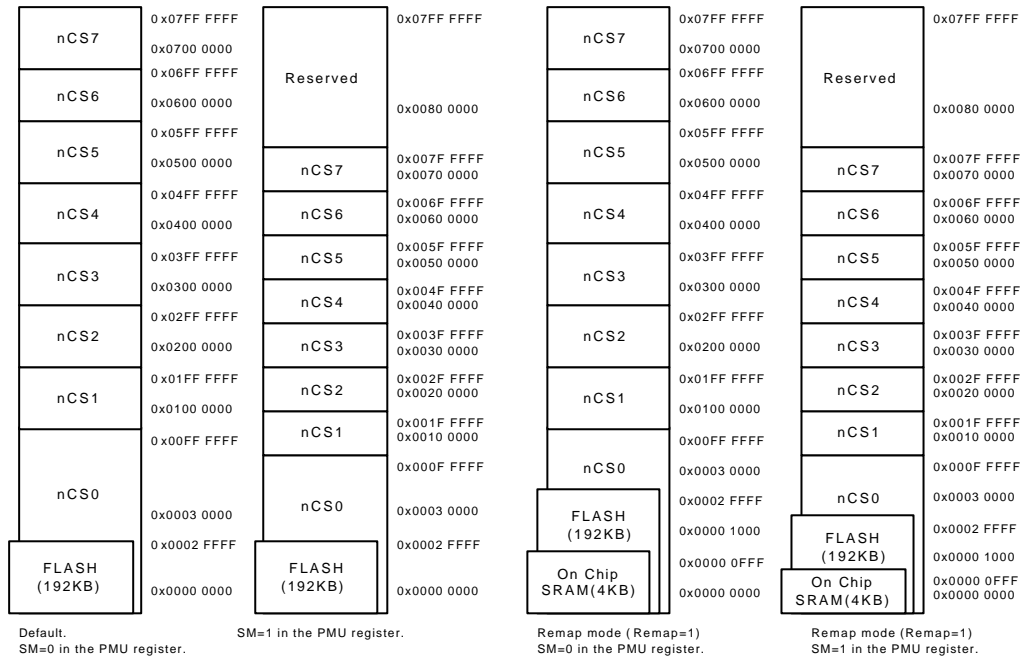 nCS7
0x07FF FFFF
0x0700 0000
nCS6
0x06FF FFFF
0x0600 0000
nCS5
0x05FF FFFF
0x0500 0000
nCS4
0x04FF FFFF
0x0400 0000
nCS3
0x03FF FFFF
0x0300 0000
nCS2
0x02FF FFFF
0x0200 0000
nCS1
0x01FF FFFF
0x0100 0000
nCS0
0x00FF FFFF
0x0003 0000
FLASH
(192KB)
0x0002 FFFF
0x0000 0000
Default.
SM=0 in the PMU register.
Reserved
0x07FF FFFF
0x0080 0000
nCS7
0x007F FFFF
0x0070 0000
nCS6
0x006F FFFF
0x0060 0000
nCS5
0x005F FFFF
0x0050 0000
nCS4
0x004F FFFF
0x0040 0000
nCS3
0x003F FFFF
0x0030 0000
nCS2
0x002F FFFF
0x0020 0000
nCS1
0x001F FFFF
0x0010 0000
nCS0
0x000F FFFF
0x0003 0000
FLASH
(192KB)
0x0002 FFFF
0x0000 0000
SM=1 in the PMU register.
nCS7
0x07FF FFFF
0x0700 0000
nCS6
0x06FF FFFF
0x0600 0000
nCS5
0x05FF FFFF
0x0500 0000
nCS4
0x04FF FFFF
0x0400 0000
nCS3
0x03FF FFFF
0x0300 0000
nCS2
0x02FF FFFF
0x0200 0000
nCS1
0x01FF FFFF
0x0100 0000
nCS0
0x00FF FFFF
0x0003 0000
FLASH
(192KB)
0x0002 FFFF
0x0000 1000
On Chip
SRAM(4KB)
0x0000 0FFF
0x0000 0000
Remap mode (Remap=1)
SM=0 in the PMU register.
Reserved
0x07FF FFFF
0x0080 0000
nCS7
0x007F FFFF
0x0070 0000
nCS6
0x006F FFFF
0x0060 0000
nCS5
0x005F FFFF
0x0050 0000
nCS4
0x004F FFFF
0x0040 0000
nCS3
0x003F FFFF
0x0030 0000
nCS2
0x002F FFFF
0x0020 0000
nCS1
0x001F FFFF
0x0010 0000
nCS0
0x000F FFFF
0x0003 0000
FLASH
(192KB)
0x0002 FFFF
0x0000 1000
On Chip
SRAM(4KB)
0x0000 0FFF
0x0000 0000
Remap mode (Remap=1)
SM=1 in the PMU register.